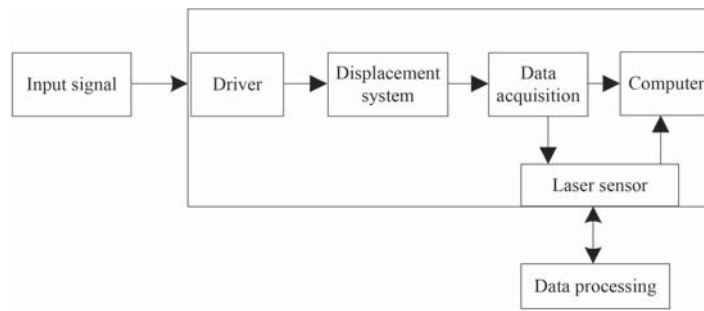 Input signal
Driver
Displacement
system
Data
acquisition
Computer
Laser sensor
Data processing